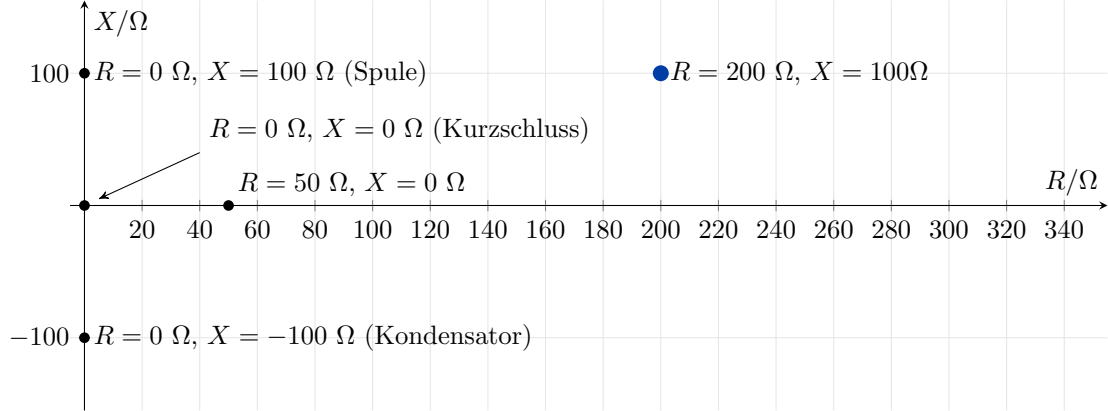 X/Ω
100
R = 0 Ω, X = 100 Ω (Spule)
R = 200 Ω, X = 100Ω
R = 0 Ω, X = 0 Ω (Kurzschluss)
R = 50 Ω, X = 0 Ω
R/Ω
20 40 60 80 100 120 140 160 180 200 220 240 260 280 300 320 340
−100
R = 0 Ω, X = −100 Ω (Kondensator)